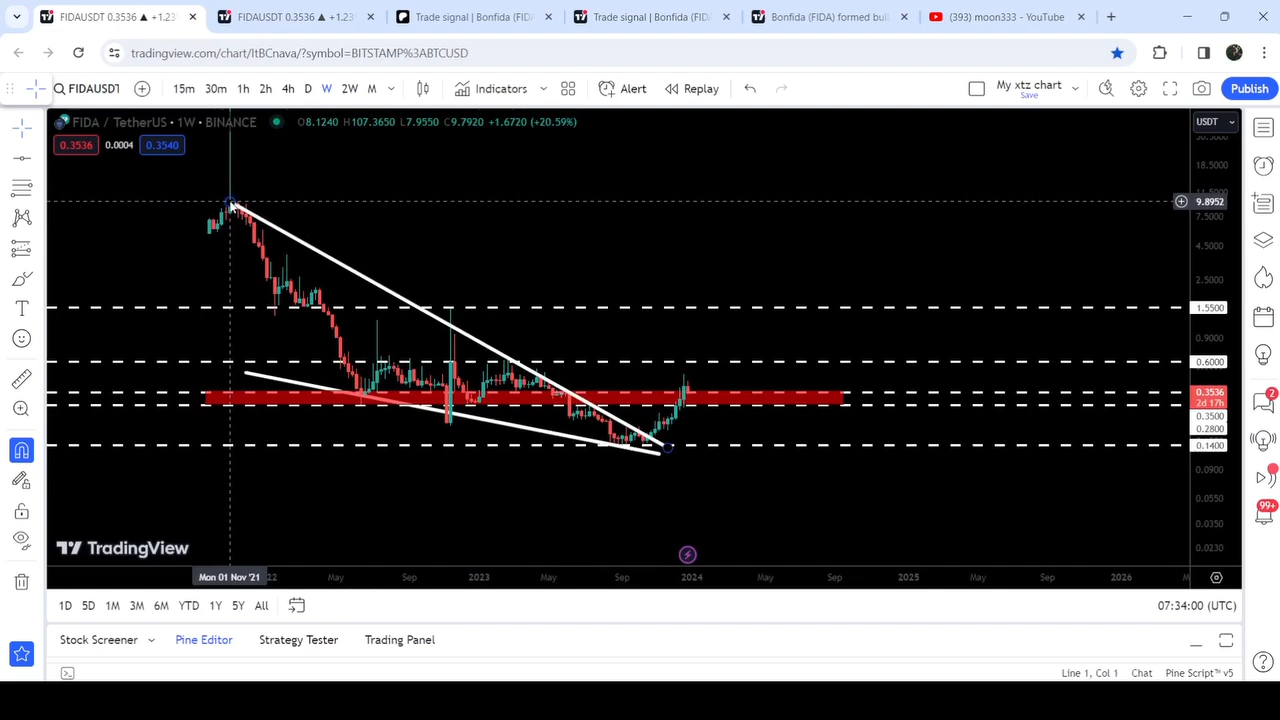 FIDAUSDT 0.3536 ▲ +1.23
FIDAUSDT 0.3536 ▲ +1.23
Trade signal | Bonfida (FIDA)
Trade signal | Bonfida (FIDA)
Bonfida (FIDA) formed bul
(393) moon333 - YouTube
tradingview.com/chart/ItBCnava/?symbol=BITSTAMP%3ABTCUSD
FIDAUSDT
15m 30m 1h 2h 4h D W 2W M
Indicators
Alert
Replay
My xtz chart
Save
Publish
FIDA / TetherUS • 1W • BINANCE
O8.1240 H107.3650 L7.9550 C9.7920 +1.6720 (+20.59%)
USDT
0.3536 0.0004 0.3540
18.5000
9.8952
7.5000
4.5000
2.5000
1.5500
0.9000
0.6000
0.3536
2d 17h
0.3500
0.2800
0.1400
0.0900
0.0550
0.0350
0.0230
TradingView
Mon 01 Nov '21
22 May Sep 2023 May Sep 2024 May Sep 2025 May Sep 2026
1D 5D 1M 3M 6M YTD 1Y 5Y All
07:34:00 (UTC)
Stock Screener
Pine Editor
Strategy Tester
Trading Panel
Line 1, Col 1 Chat Pine Script™ v5
2
99+